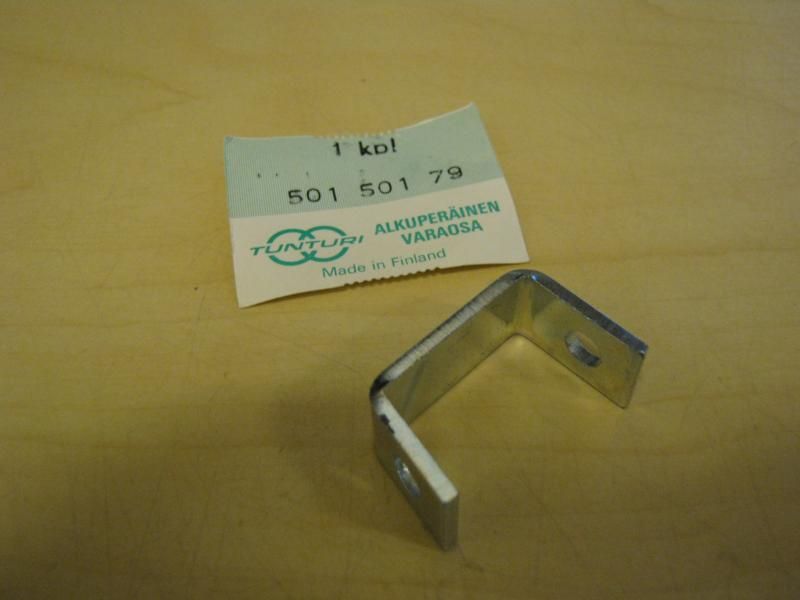 1 kpl
501 501 79
TUNTURI
ALKUPERÄINEN
VARAOSA
Made in Finland